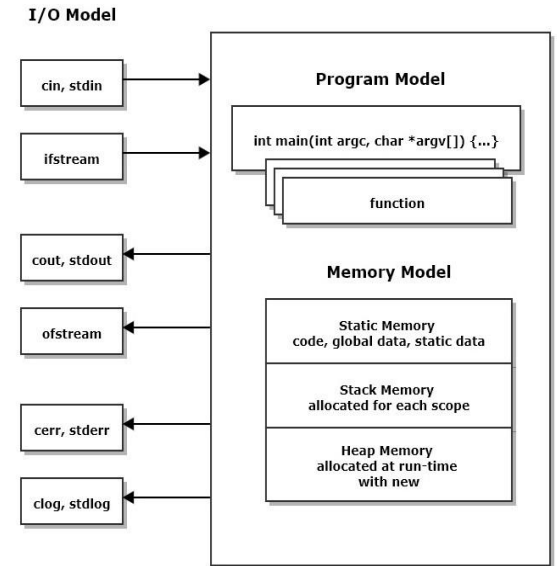 I/O Model
cin, stdin
ifstream
cout, stdout
ofstream
cerr, stderr
clog, stdlog
Program Model
int main(int argc, char *argv[]) {...}
function
Memory Model
Static Memory
code, global data, static data
Stack Memory
allocated for each scope
Heap Memory
allocated at run-time
with new